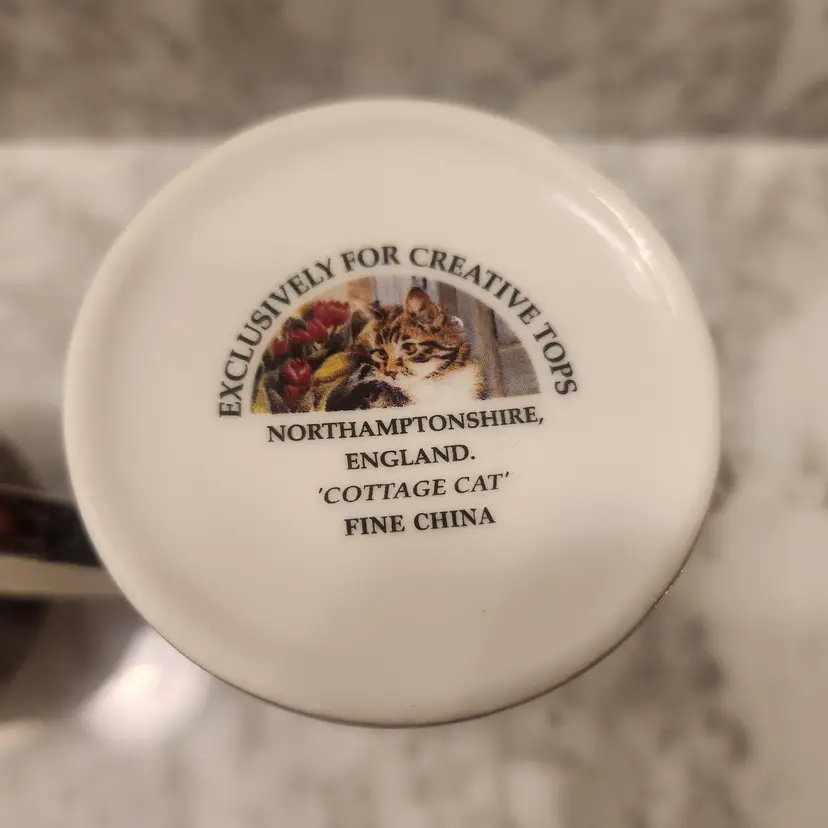 EXCLUSIVELY FOR CREATIVE TOPS
NORTHAMPTONSHIRE,
ENGLAND.
'COTTAGE CAT'
FINE CHINA